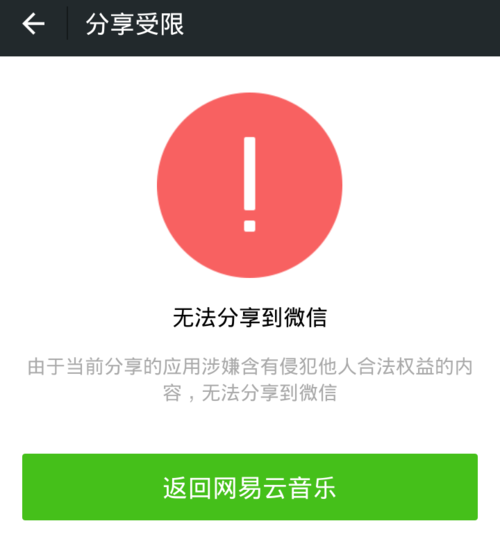 分享受限
无法分享到微信
由于当前分享的应用涉嫌含有侵犯他人合法权益的内
容，无法分享到微信
返回网易云音乐